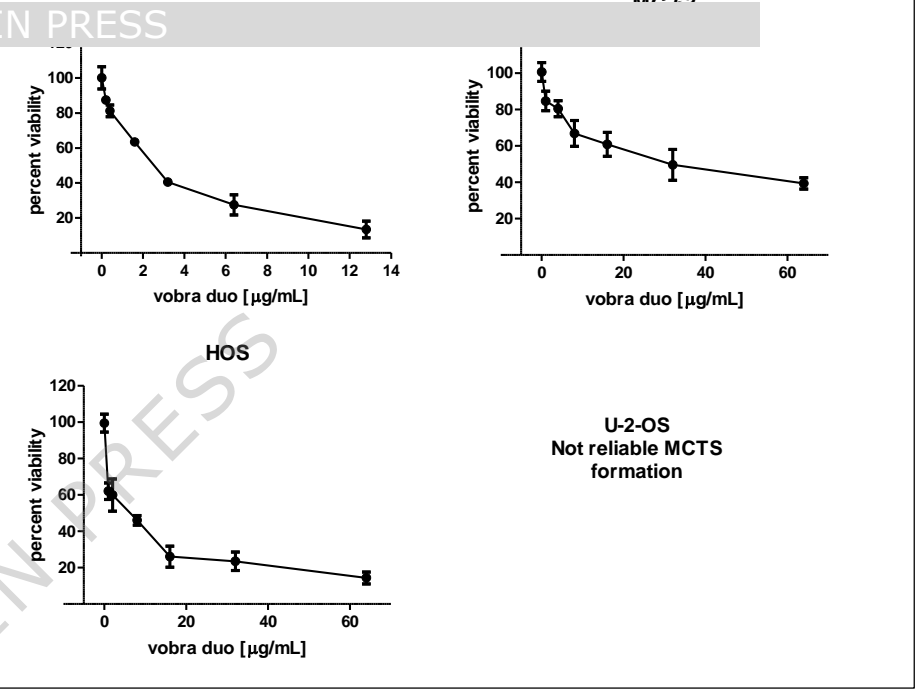 IN PRESS
120
100
80
60
40
20
percent viability
0 2 4 6 8 10 12 14
vobra duo [μg/mL]
100
80
60
40
20
percent viability
0 20 40 60
vobra duo [μg/mL]
HOS
120
100
80
60
40
20
percent viability
0 20 40 60
vobra duo [μg/mL]
U-2-OS
Not reliable MCTS
formation
IN PRESS